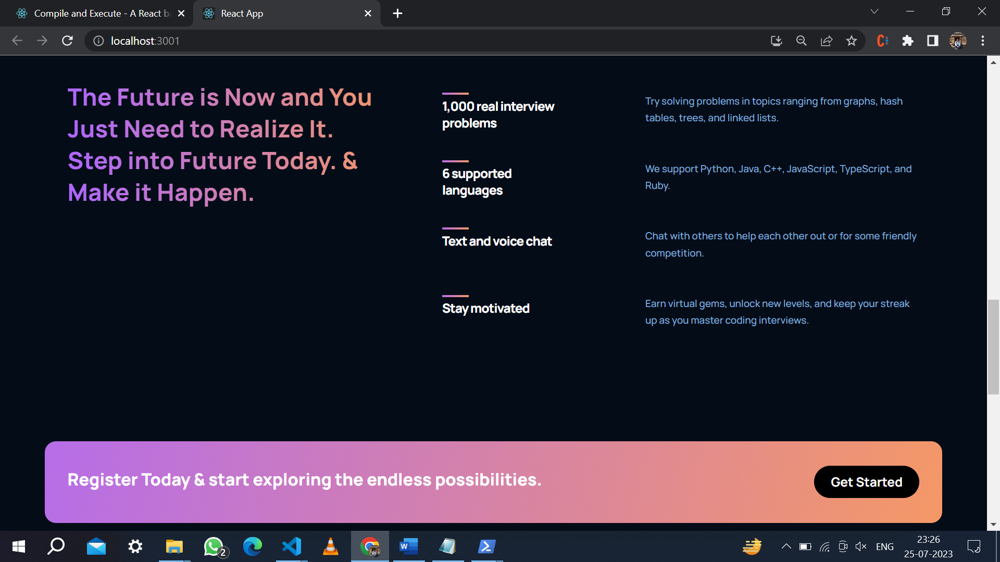 Compile and Execute - A React b
React App
localhost:3001
The Future is Now and You
Just Need to Realize It.
Step into Future Today. &
Make it Happen.
1,000 real interview
problems
Try solving problems in topics ranging from graphs, hash
tables, trees, and linked lists.
6 supported
languages
We support Python, Java, C++, JavaScript, TypeScript, and
Ruby.
Text and voice chat
Chat with others to help each other out or for some friendly
competition.
Stay motivated
Earn virtual gems, unlock new levels, and keep your streak
up as you master coding interviews.
Register Today & start exploring the endless possibilities.
Get Started
2
ENG
23:26
25-07-2023